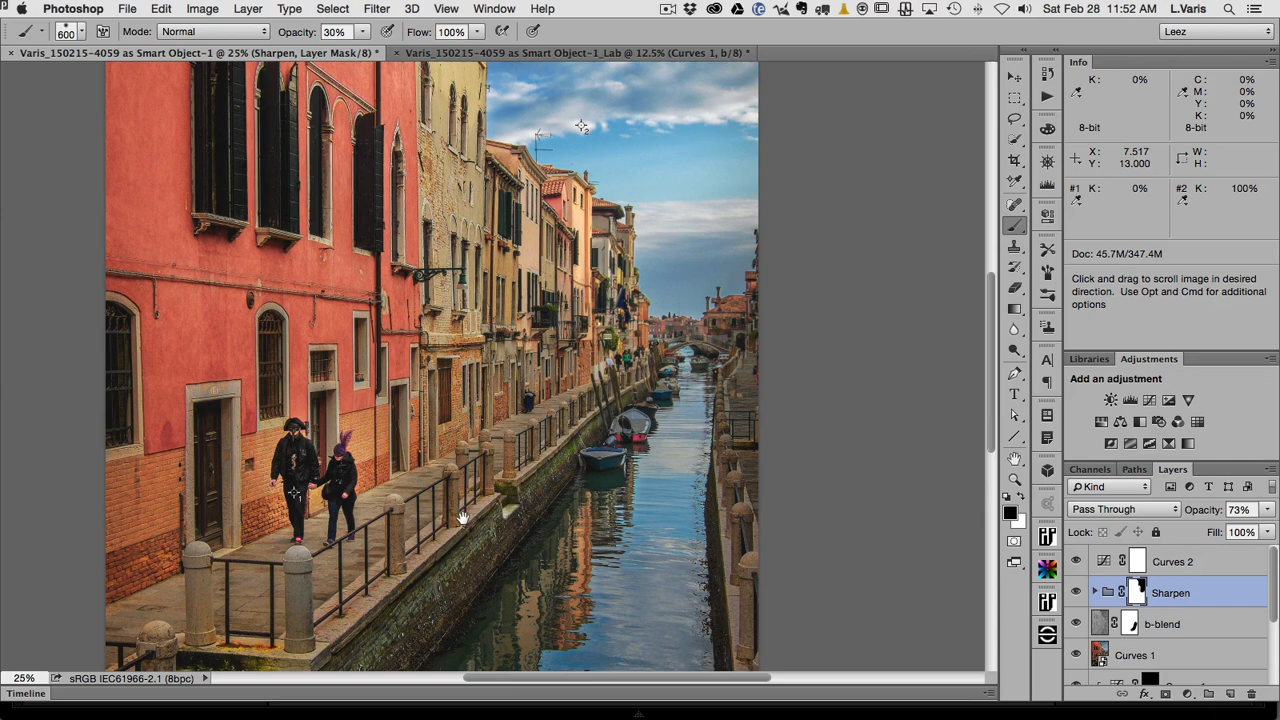 Photoshop File Edit Image Layer Type Select Filter 3D View Window Help Sat Feb 28 11:52 AM L.Varis
600 Mode: Normal Opacity: 30% Flow: 100% Leez
× Varis_150215-4059 as Smart Object-1 @ 25% (Sharpen, Layer Mask/8) * × Varis_150215-4059 as Smart Object-1_Lab @ 12.5% (Curves 1, b/8) *
Info
K: 0% C: 0%
M: 0%
Y: 0%
K: 0%
8-bit 8-bit
X: 7.517 W:
Y: 13.000 H:
#1 K: 0% #2 K: 100%
Doc: 45.7M/347.4M
Click and drag to scroll image in desired
direction. Use Opt and Cmd for additional
options
Libraries Adjustments
Add an adjustment
Channels Paths Layers
Kind
Pass Through Opacity: 73%
Lock: Fill: 100%
Curves 2
Sharpen
b-blend
Curves 1
25% sRGB IEC61966-2.1 (8bpc)
Timeline